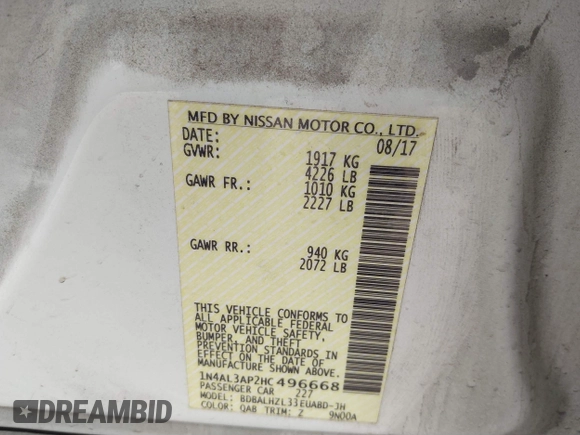 MFD BY NISSAN MOTOR CO., LTD.
DATE: 08/17
GVWR: 1917 KG
4226 LB
GAWR FR.: 1010 KG
2227 LB
GAWR RR.: 940 KG
2072 LB
THIS VEHICLE CONFORMS TO
ALL APPLICABLE FEDERAL
MOTOR VEHICLE SAFETY,
BUMPER, AND THEFT
PREVENTION STANDARDS IN
EFFECT ON THE DATE OF
MANUFACTURE SHOWN ABOVE.
1N4AL3AP2HC496668
PASSENGER CAR 227
MODEL: BDBALHZL33EUA8D-JH
COLOR: QAB TRIM: Z 9N00A
DREAMBID